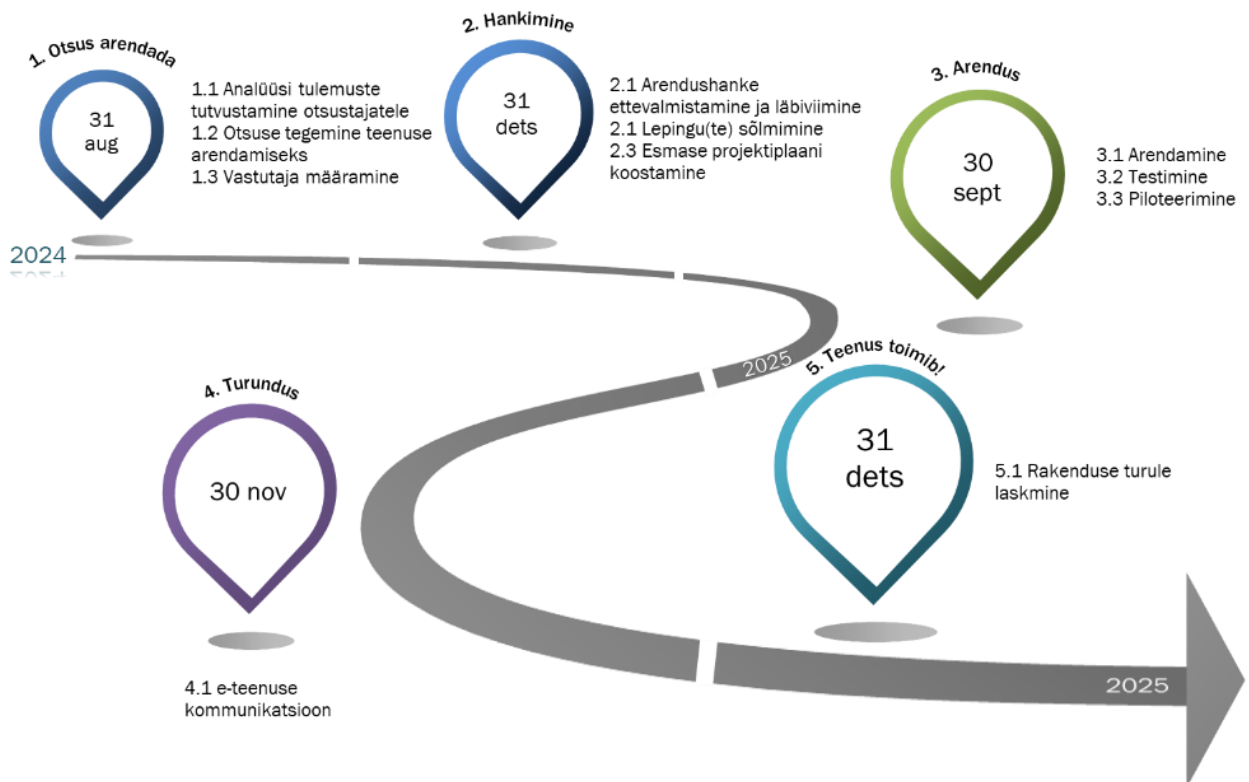 1. Otsus arendada
31
aug
1.1 Analüüsi tulemuste
tutvustamine otsustajatele
1.2 Otsuse tegemine teenuse
arendamiseks
1.3 Vastutaja määramine
2. Hankimine
31
dets
2.1 Arendushanke
ettevalmistamine ja läbiviimine
2.1 Lepingu(te) sõlmimine
2.3 Esmase projektiplaani
koostamine
3. Arendus
30
sept
3.1 Arendamine
3.2 Testimine
3.3 Piloteerimine
2024
2025
4. Turundus
30 nov
4.1 e-teenuse
kommunikatsioon
5. Teenus toimib!
31
dets
5.1 Rakenduse turule
laskmine
2025